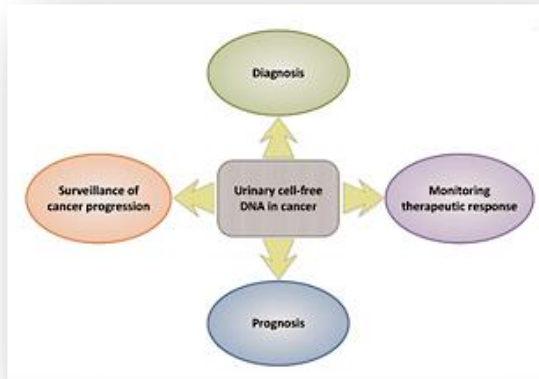 Diagnosis
Surveillance of
cancer progression
Urinary cell-free
DNA in cancer
Monitoring
therapeutic response
Prognosis